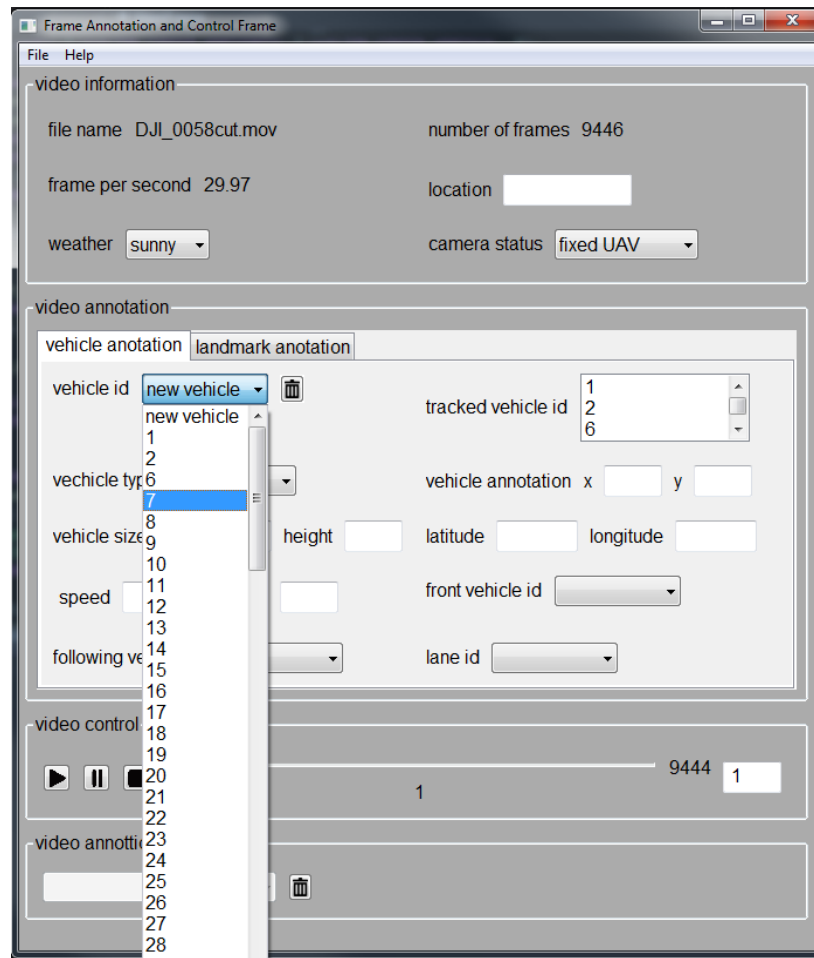 Frame Annotation and Control Frame
File Help
video information
file name DJI_0058cut.mov number of frames 9446
frame per second 29.97 location
weather sunny camera status fixed UAV
video annotation
vehicle anotation landmark anotation
vehicle id new vehicle
tracked vehicle id
1
2
6
new vehicle
1
2
6
7
8
9
10
11
12
13
14
15
16
17
18
19
20
21
22
23
24
25
26
27
28
vechicle typ
vehicle annotation x y
vehicle size height latitude longitude
speed front vehicle id
following ve lane id
video control
9444 1
1
video annotti